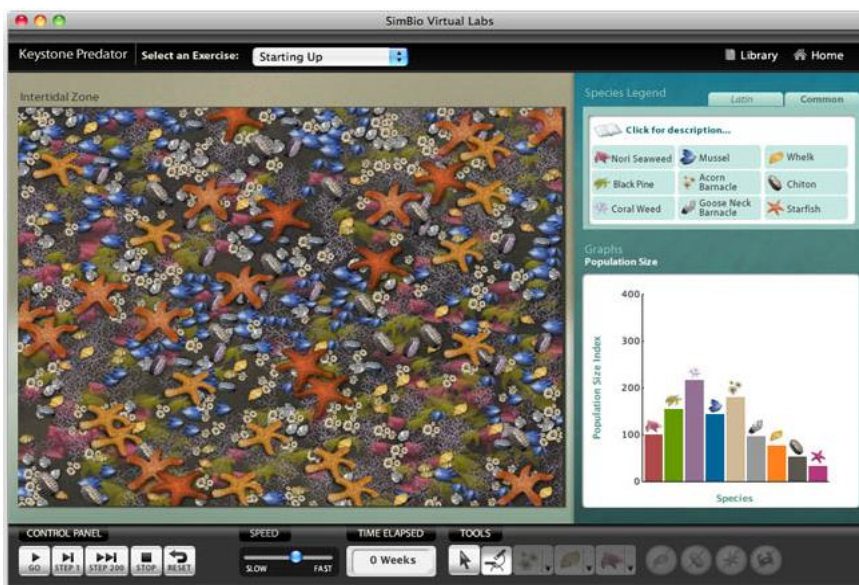 SimBio Virtual Labs
Keystone Predator Select an Exercise: Starting Up Library Home
Intertidal Zone
Species Legend Latin Common
Click for description...
Nori Seaweed Mussel Whelk
Black Pine Acorn Barnacle Chiton
Coral Weed Goose Neck Barnacle Starfish
Graphs
Population Size
400
300
200
100
0
Population Size Index
Species
CONTROL PANEL SPEED TIME ELAPSED TOOLS
GO STEP 1 STEP 200 STOP RESET SLOW FAST 0 Weeks